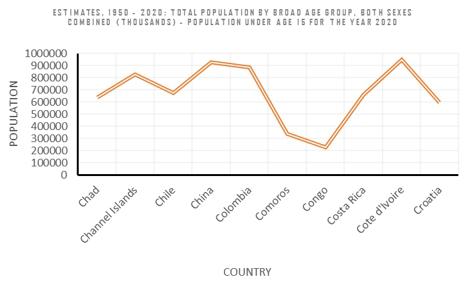 ESTIMATES, 1950 - 2020: TOTAL POPULATION BY BROAD AGE GROUP, BOTH SEXES
COMBINED (THOUSANDS) - POPULATION UNDER AGE 15 FOR THE YEAR 2020
POPULATION
1000000
900000
800000
700000
600000
500000
400000
300000
200000
100000
0
Chad
Channel Islands
Chile
China
Colombia
Comoros
Congo
Costa Rica
Cote d'Ivoire
Croatia
COUNTRY